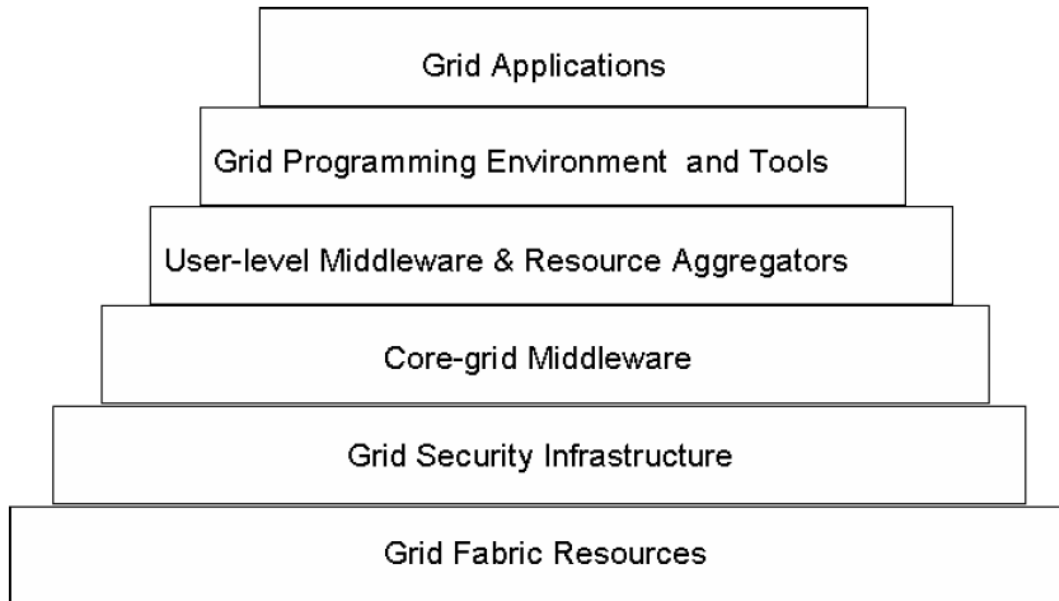 Grid Applications
Grid Programming Environment and Tools
User-level Middleware & Resource Aggregators
Core-grid Middleware
Grid Security Infrastructure
Grid Fabric Resources